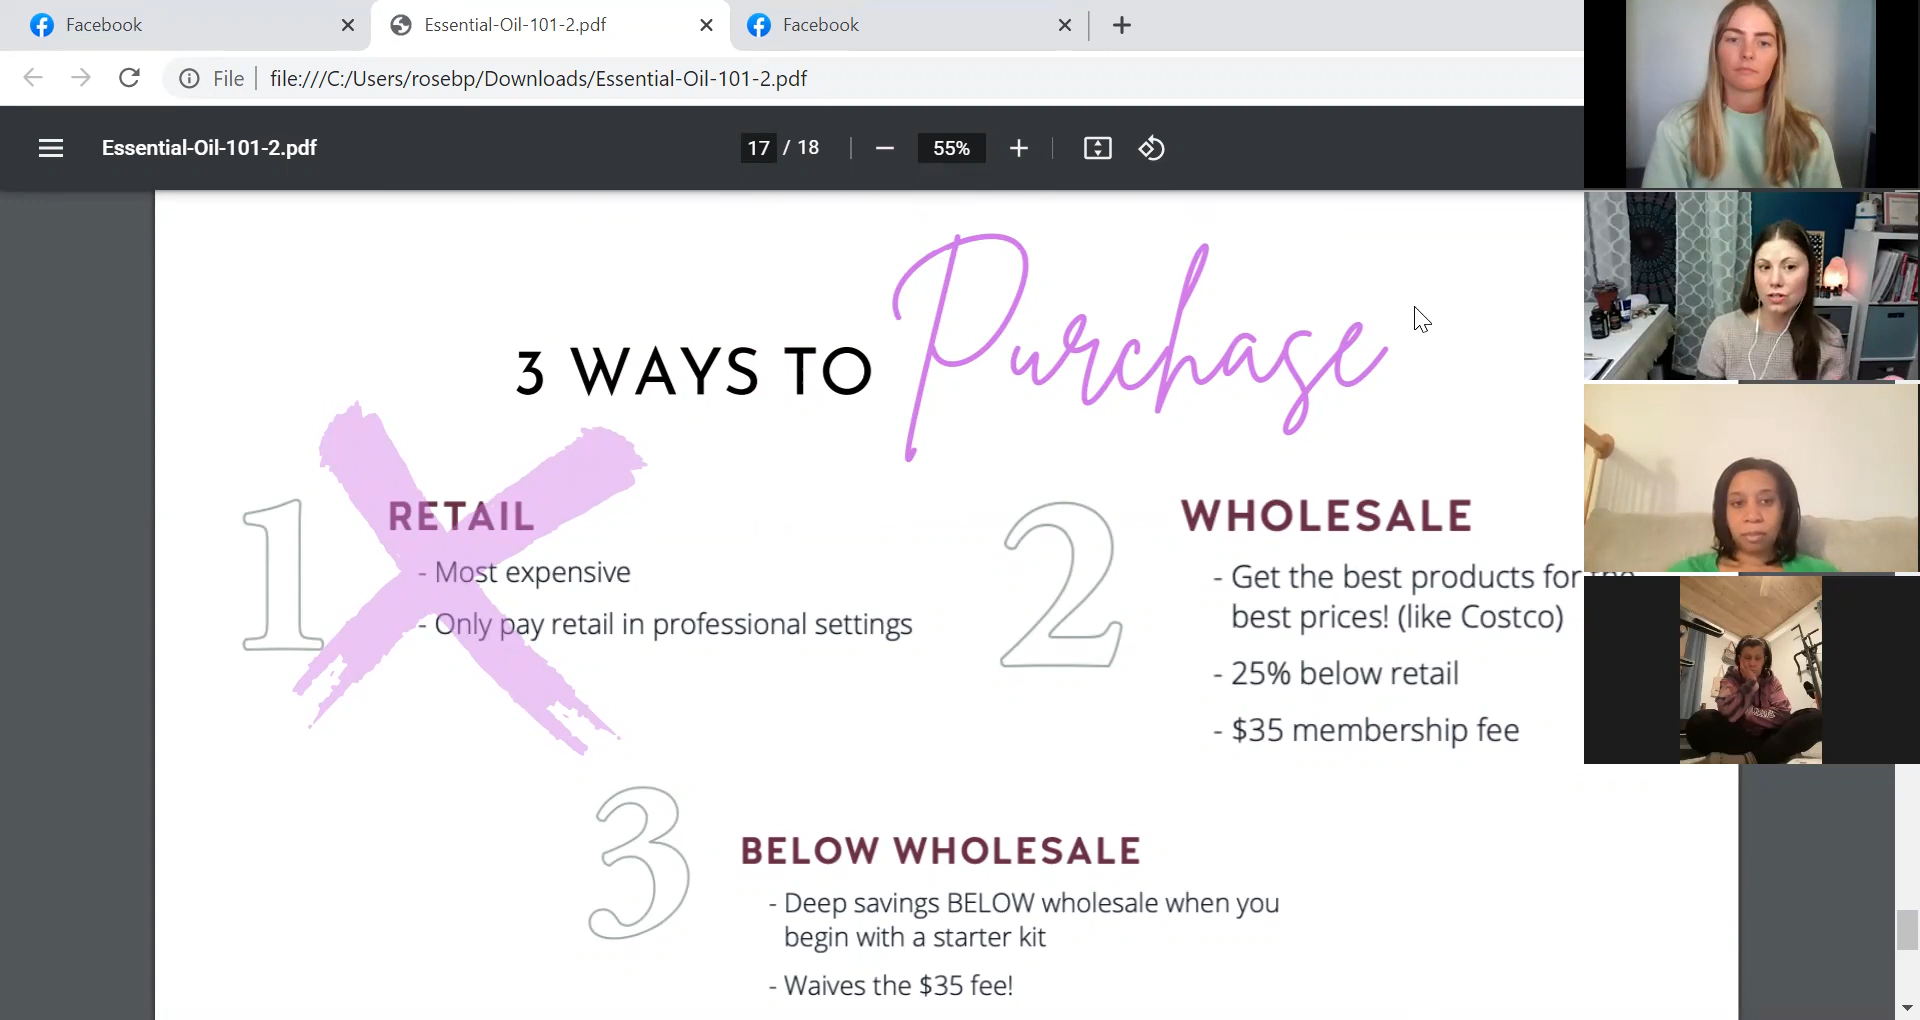 Facebook
Essential-Oil-101-2.pdf
Facebook
File
file:///C:/Users/rosebp/Downloads/Essential-Oil-101-2.pdf
Essential-Oil-101-2.pdf
17 / 18
55%
3 WAYS TO Purchase
1
RETAIL
- Most expensive
- Only pay retail in professional settings
2
WHOLESALE
- Get the best products for the
best prices! (like Costco)
- 25% below retail
- $35 membership fee
3
BELOW WHOLESALE
- Deep savings BELOW wholesale when you
begin with a starter kit
- Waives the $35 fee!